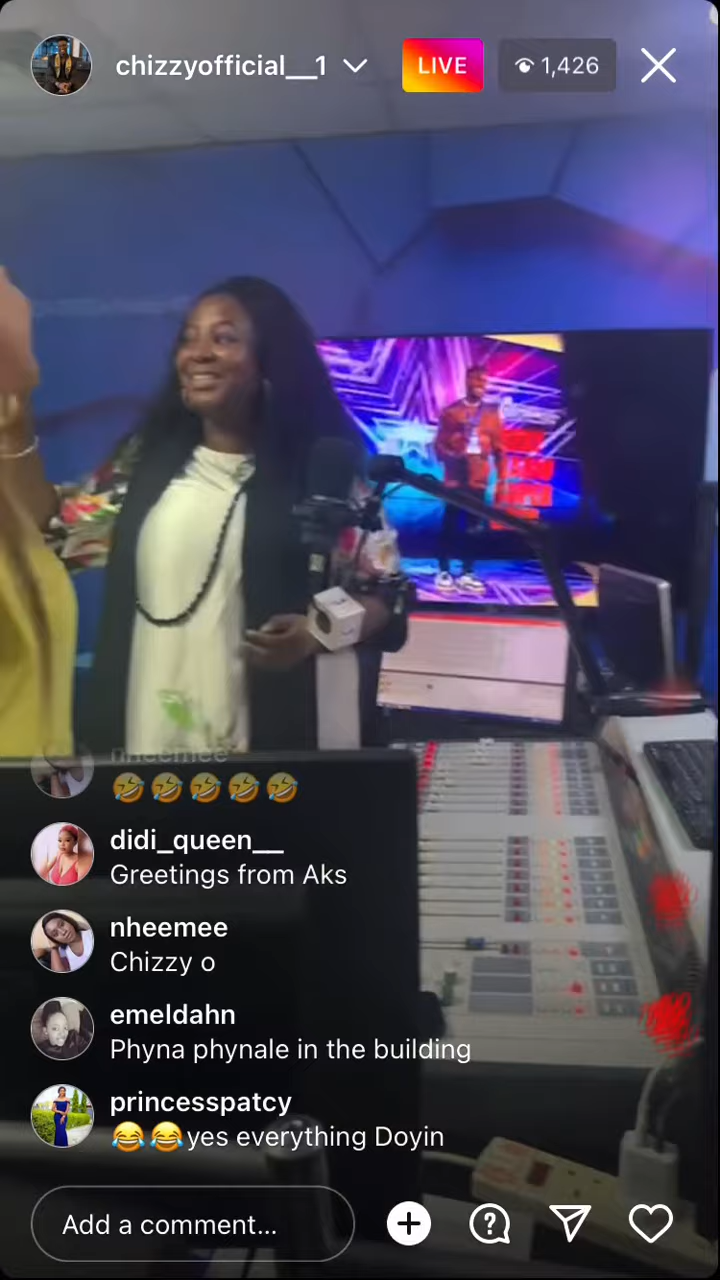 chizzyofficial__1
LIVE
1,426
nheemee
🤣🤣🤣🤣🤣
didi_queen__
Greetings from Aks
nheemee
Chizzy o
emeldahn
Phyna phynale in the building
princesspatcy
😂😂yes everything Doyin
Add a comment...